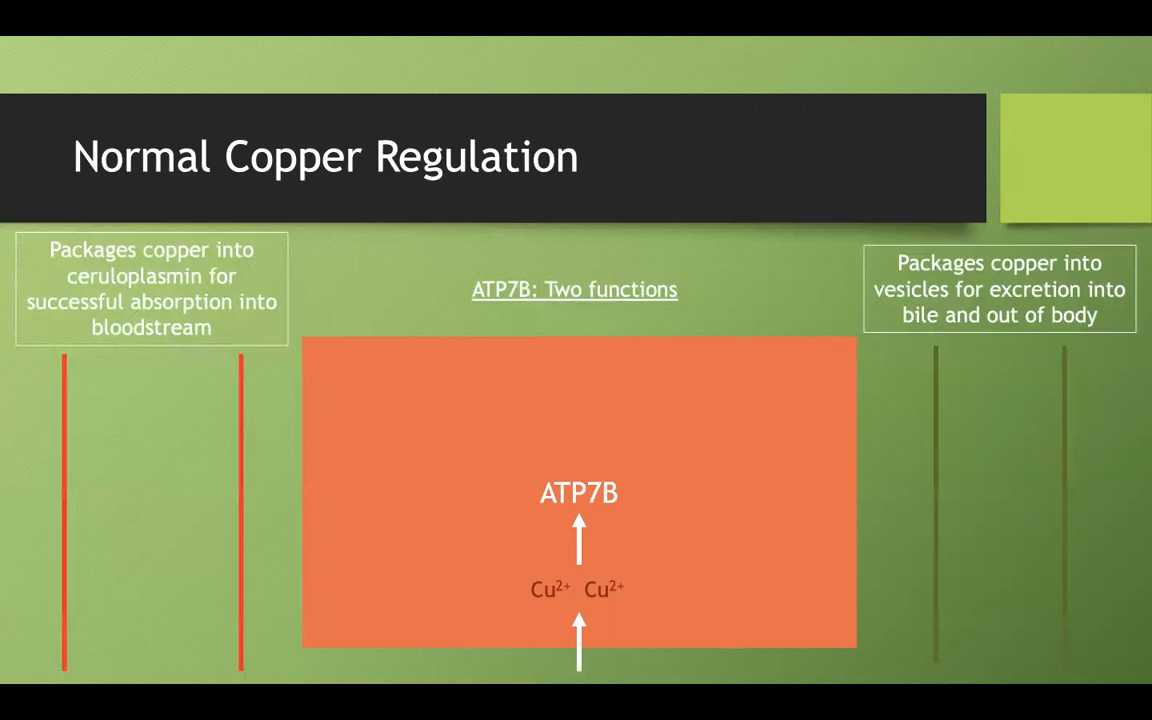 Normal Copper Regulation
Packages copper into
ceruloplasmin for
successful absorption into
bloodstream
ATP7B: Two functions
Packages copper into
vesicles for excretion into
bile and out of body
ATP7B
Cu²⁺ Cu²⁺